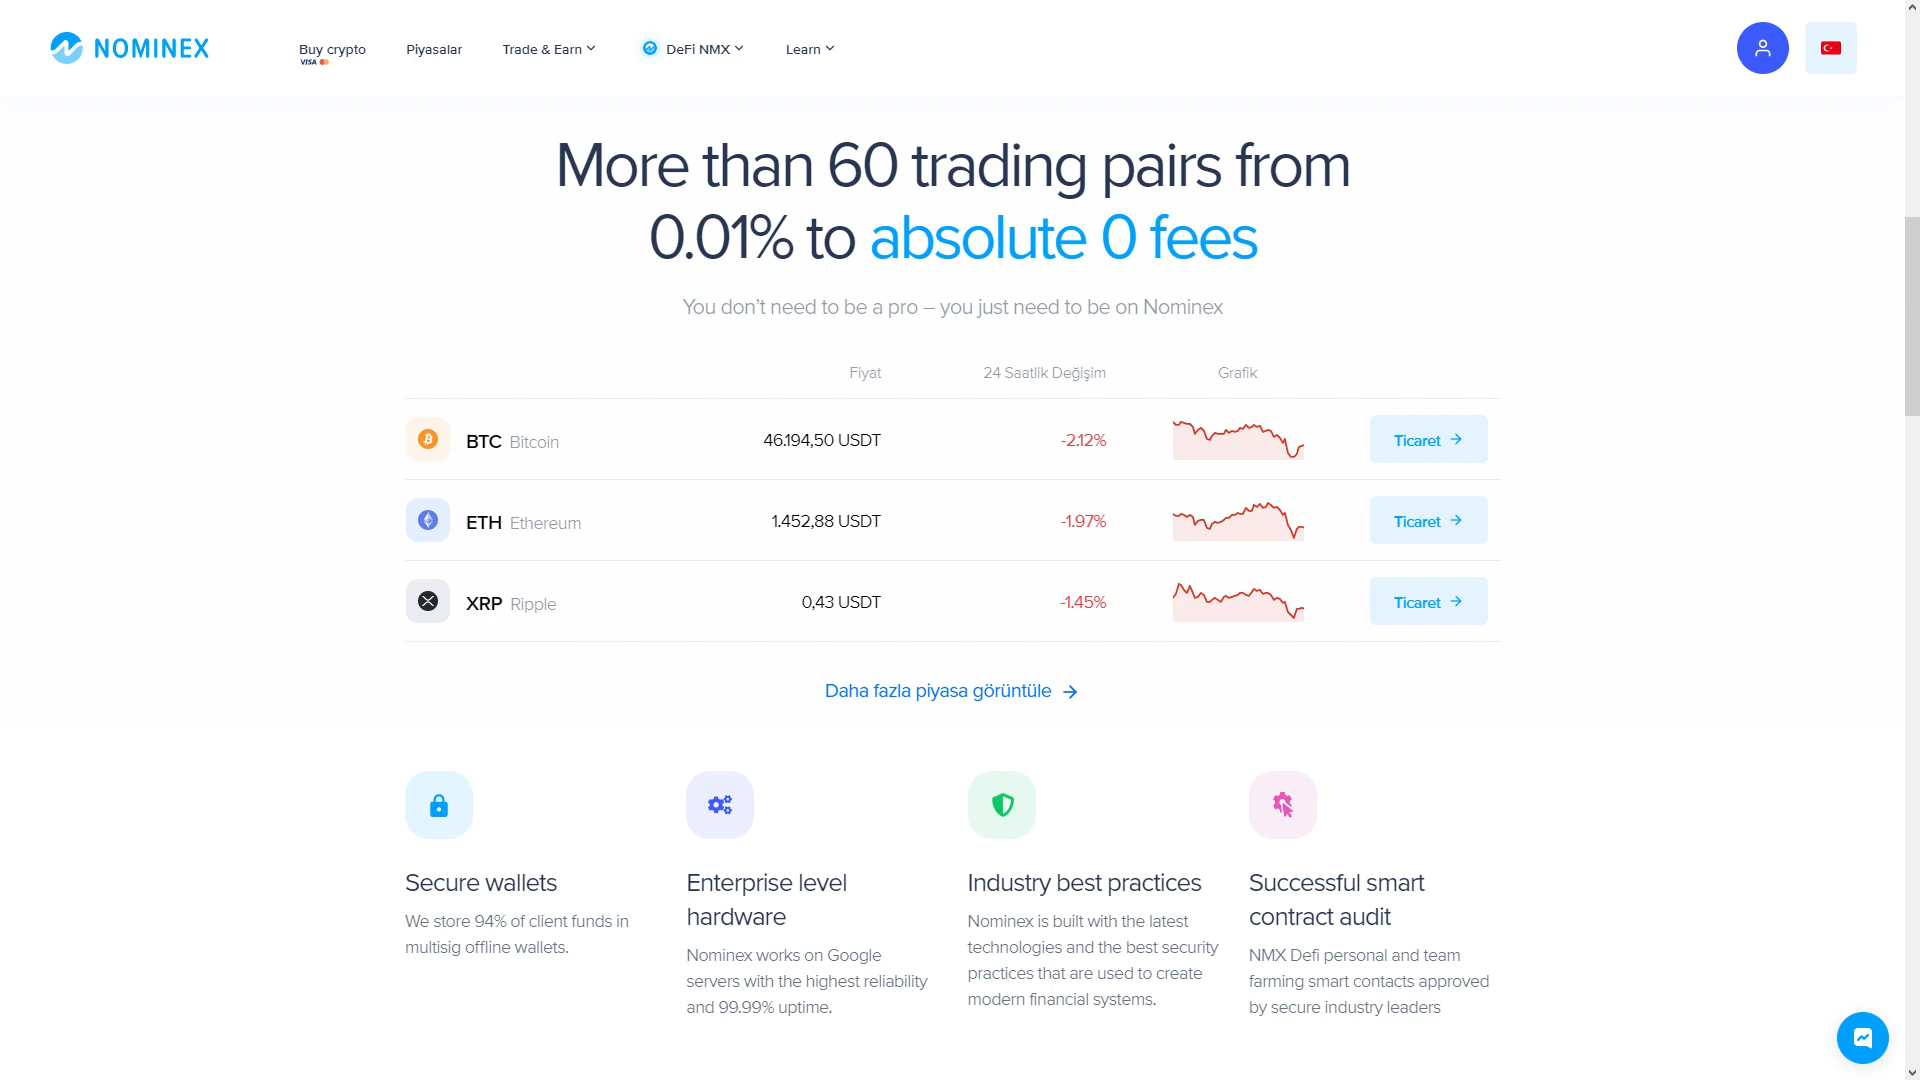 NOMINEX
Buy crypto
VISA
Piyasalar
Trade & Earn
DeFi NMX
Learn
More than 60 trading pairs from
0.01% to absolute 0 fees
You don’t need to be a pro – you just need to be on Nominex
Fiyat
24 Saatlik Değişim
Grafik
BTC Bitcoin
46.194,50 USDT
-2.12%
Ticaret
ETH Ethereum
1.452,88 USDT
-1.97%
Ticaret
XRP Ripple
0,43 USDT
-1.45%
Ticaret
Daha fazla piyasa görüntüle
Secure wallets
We store 94% of client funds in
multisig offline wallets.
Enterprise level
hardware
Nominex works on Google
servers with the highest reliability
and 99.99% uptime.
Industry best practices
Nominex is built with the latest
technologies and the best security
practices that are used to create
modern financial systems.
Successful smart
contract audit
NMX Defi personal and team
farming smart contacts approved
by secure industry leaders